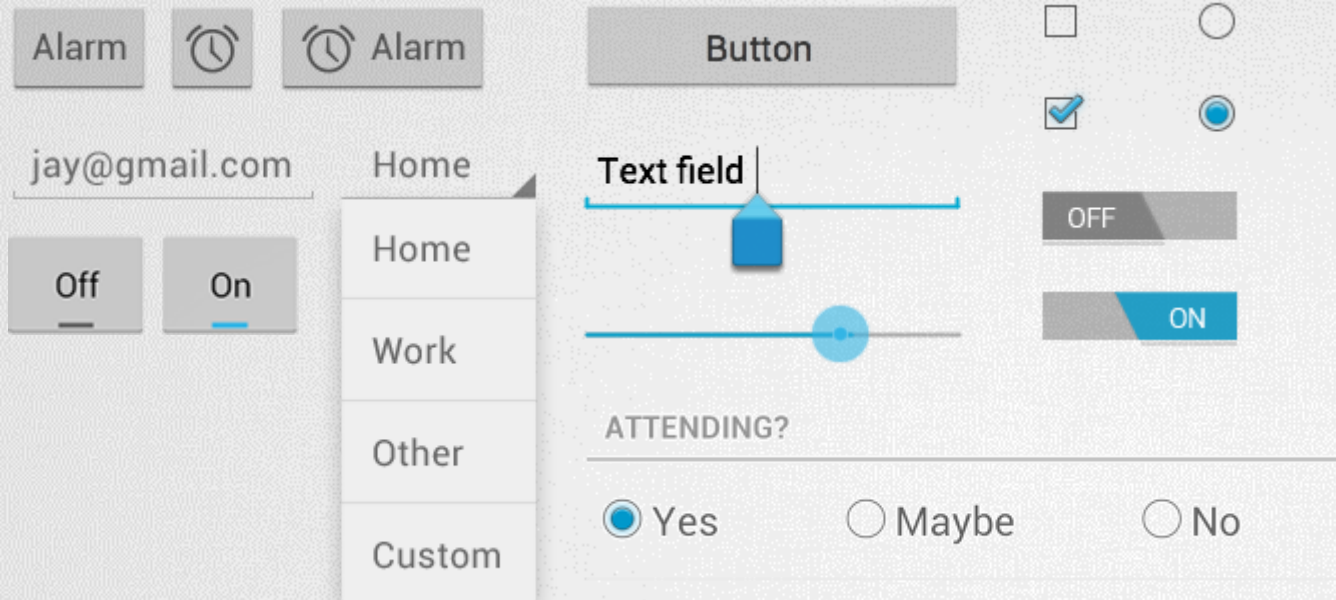 Alarm
Alarm
Button
jay@gmail.com
Home
Text field
OFF
Off
On
Home
ON
Work
ATTENDING?
Other
Yes
Maybe
No
Custom